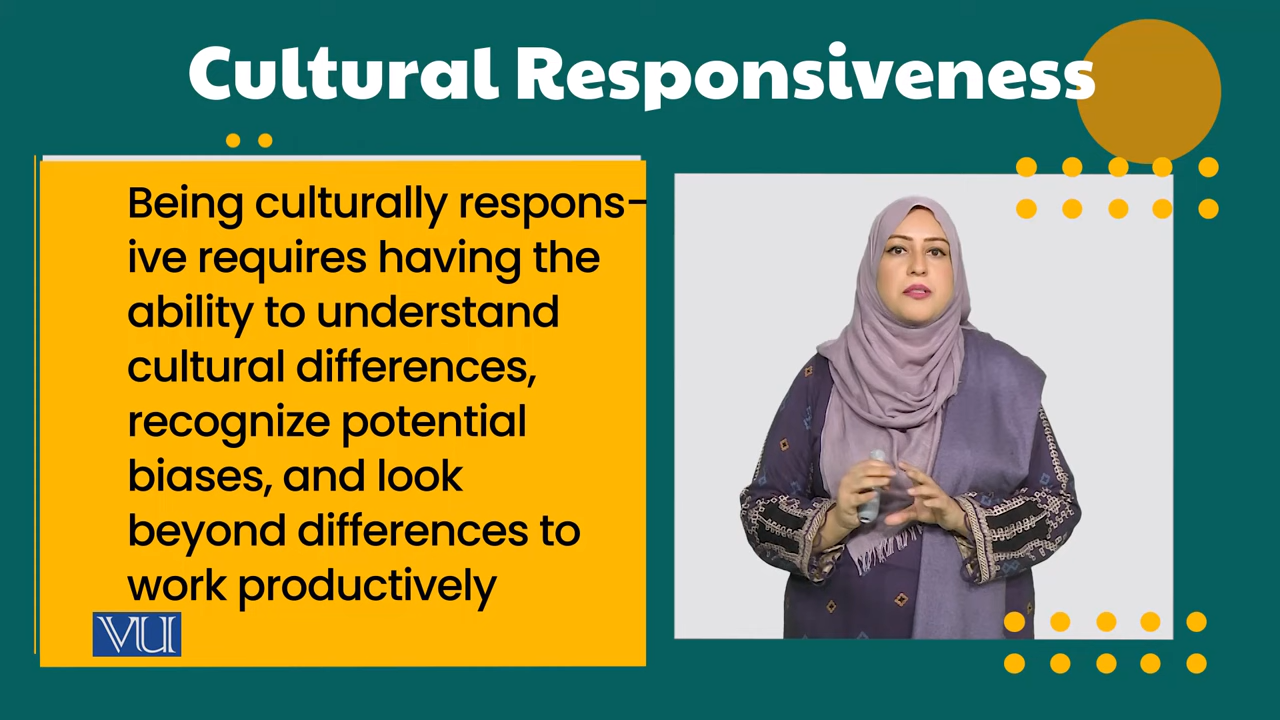 Cultural Responsiveness
Being culturally respons-
ive requires having the
ability to understand
cultural differences,
recognize potential
biases, and look
beyond differences to
work productively
VU